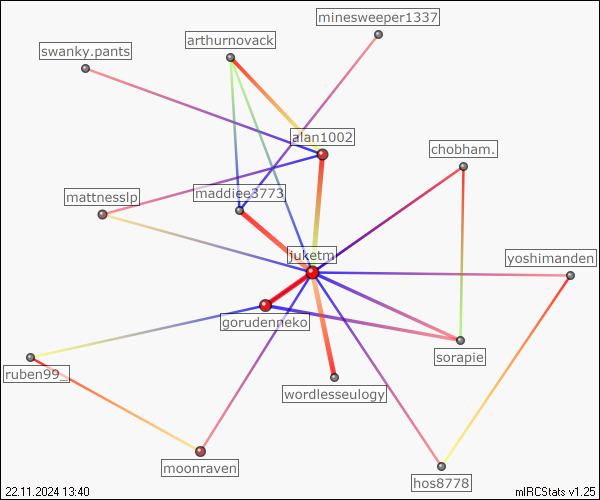 minesweeper1337
arthurnovack
swanky.pants
alan1002
chobham.
maddiee3773
mattnesslp
juketm
yoshimanden
gorudenneko
sorapie
ruben99_
wordlesseulogy
moonraven
hos8778
22.11.2024 13:40
mIRCStats v1.25